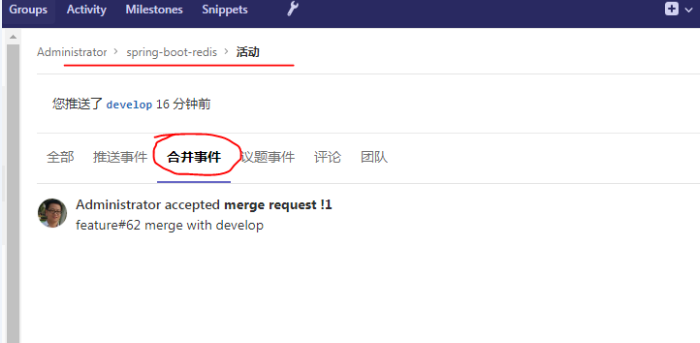 Groups Activity Milestones Snippets
Administrator > spring-boot-redis > 活动
您推送了 develop 16 分钟前
全部 推送事件 合并事件 议题事件 评论 团队
Administrator accepted merge request !1
feature#62 merge with develop